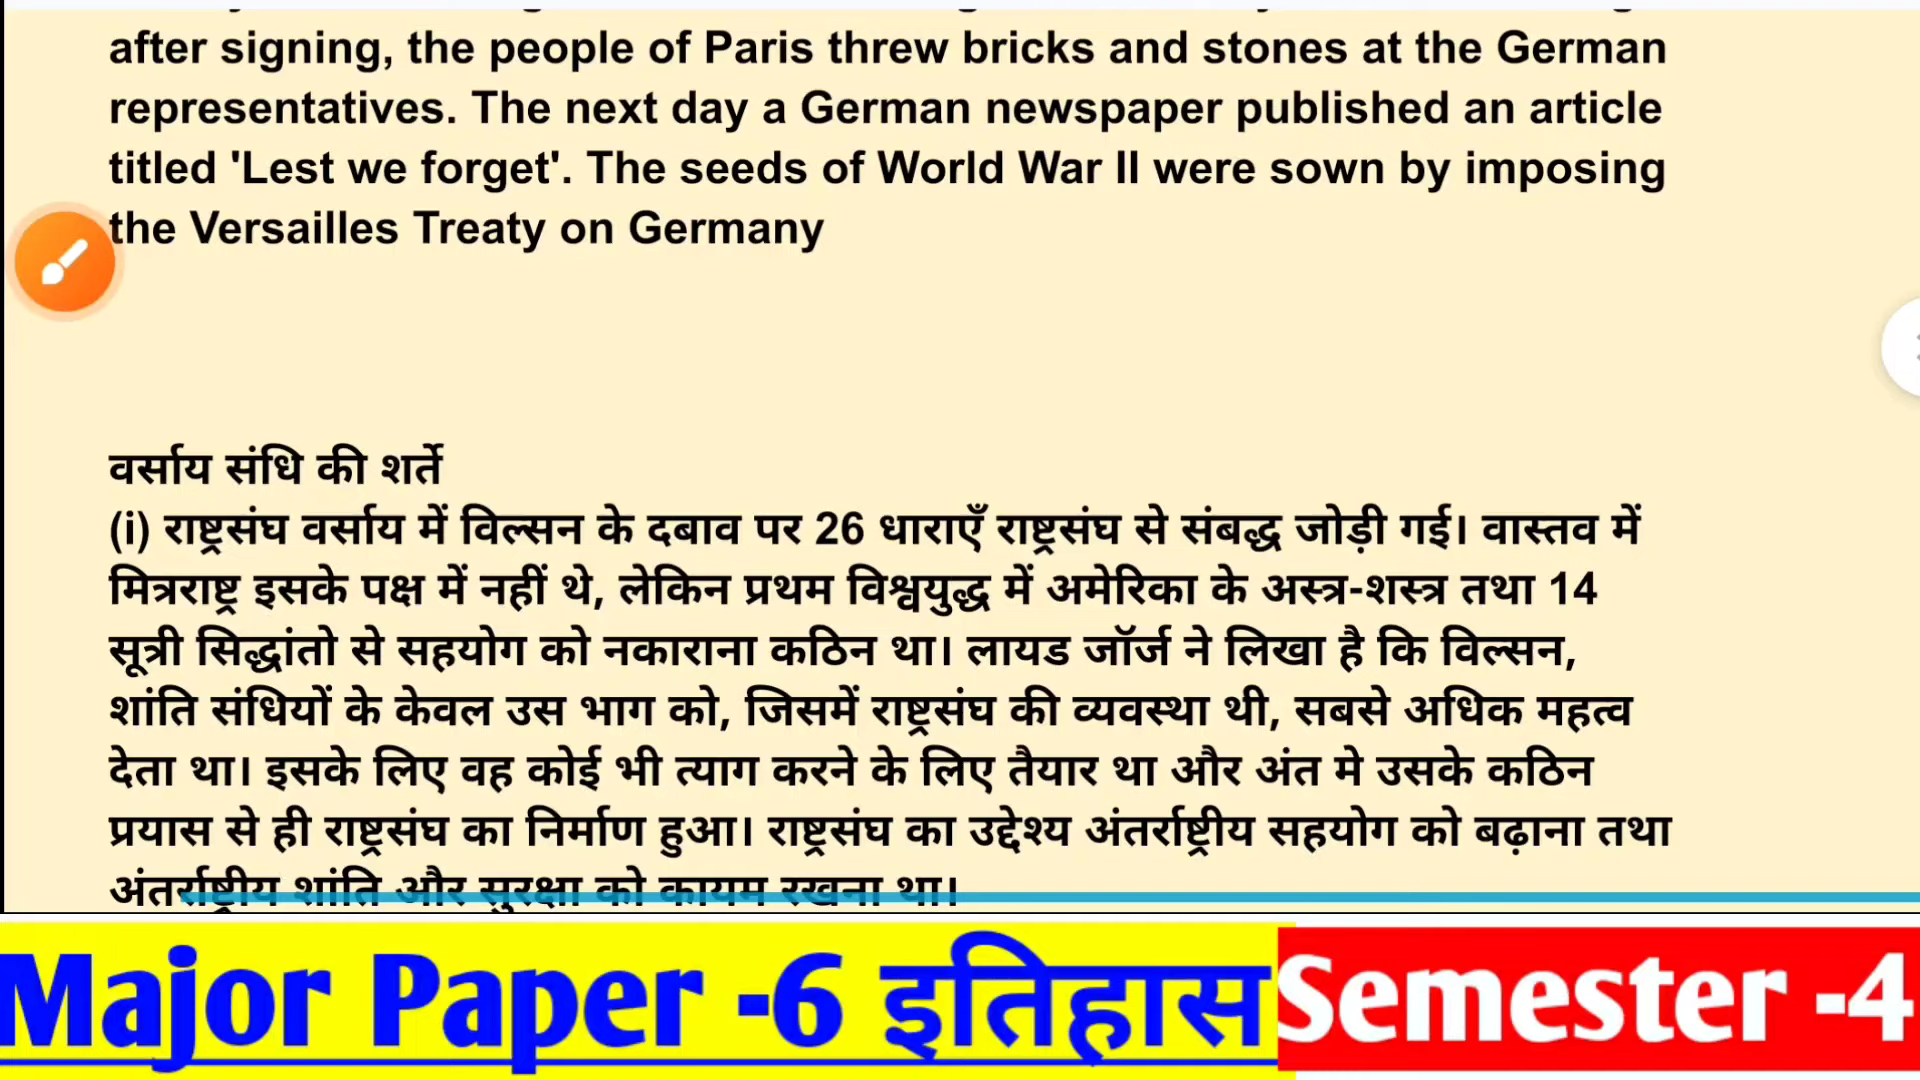 after signing, the people of Paris threw bricks and stones at the German
representatives. The next day a German newspaper published an article
titled 'Lest we forget'. The seeds of World War II were sown by imposing
the Versailles Treaty on Germany
वर्साय संधि की शर्ते
(i) राष्ट्रसंघ वर्साय में विल्सन के दबाव पर 26 धाराएँ राष्ट्रसंघ से संबद्ध जोड़ी गई। वास्तव में
मित्रराष्ट्र इसके पक्ष में नहीं थे, लेकिन प्रथम विश्वयुद्ध में अमेरिका के अस्त्र-शस्त्र तथा 14
सूत्री सिद्धांतो से सहयोग को नकाराना कठिन था। लायड जॉर्ज ने लिखा है कि विल्सन,
शांति संधियों के केवल उस भाग को, जिसमें राष्ट्रसंघ की व्यवस्था थी, सबसे अधिक महत्व
देता था। इसके लिए वह कोई भी त्याग करने के लिए तैयार था और अंत मे उसके कठिन
प्रयास से ही राष्ट्रसंघ का निर्माण हुआ। राष्ट्रसंघ का उद्देश्य अंतर्राष्ट्रीय सहयोग को बढ़ाना तथा
अंतर्राष्ट्रीय शांति और सुरक्षा को कायम रखना था।
Major Paper -6 इतिहास Semester -4